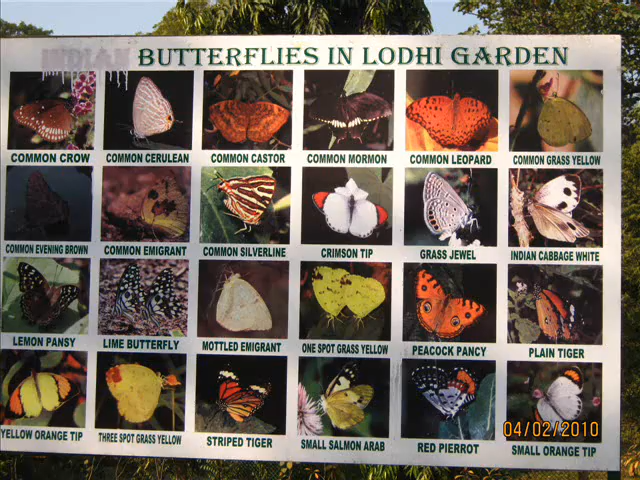 INDIAN BUTTERFLIES IN LODHI GARDEN
COMMON CROW COMMON CERULEAN COMMON CASTOR COMMON MORMON COMMON LEOPARD COMMON GRASS YELLOW
COMMON EVENING BROWN COMMON EMIGRANT COMMON SILVERLINE CRIMSON TIP GRASS JEWEL INDIAN CABBAGE WHITE
LEMON PANSY LIME BUTTERFLY MOTTLED EMIGRANT ONE SPOT GRASS YELLOW PEACOCK PANCY PLAIN TIGER
YELLOW ORANGE TIP THREE SPOT GRASS YELLOW STRIPED TIGER SMALL SALMON ARAB RED PIERROT SMALL ORANGE TIP
04/02/2010